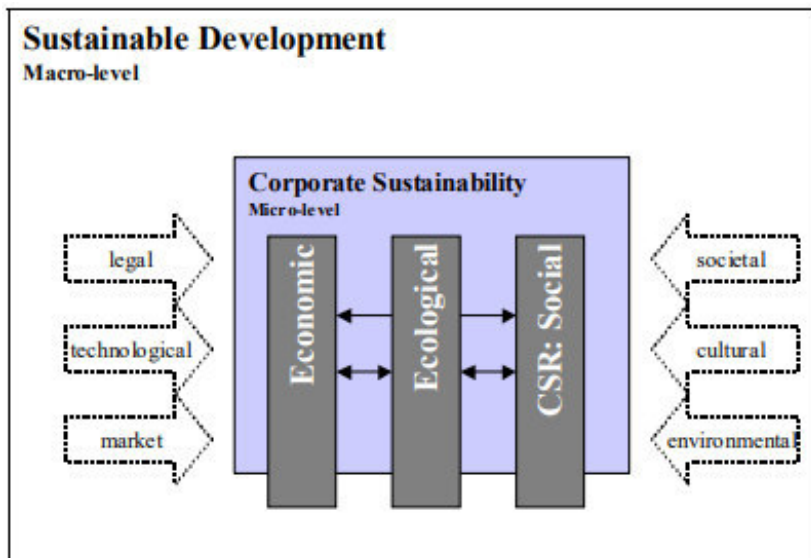 Sustainable Development
Macro-level
Corporate Sustainability
Micro-level
legal
technological
market
Economic
Ecological
CSR: Social
societal
cultural
environmental